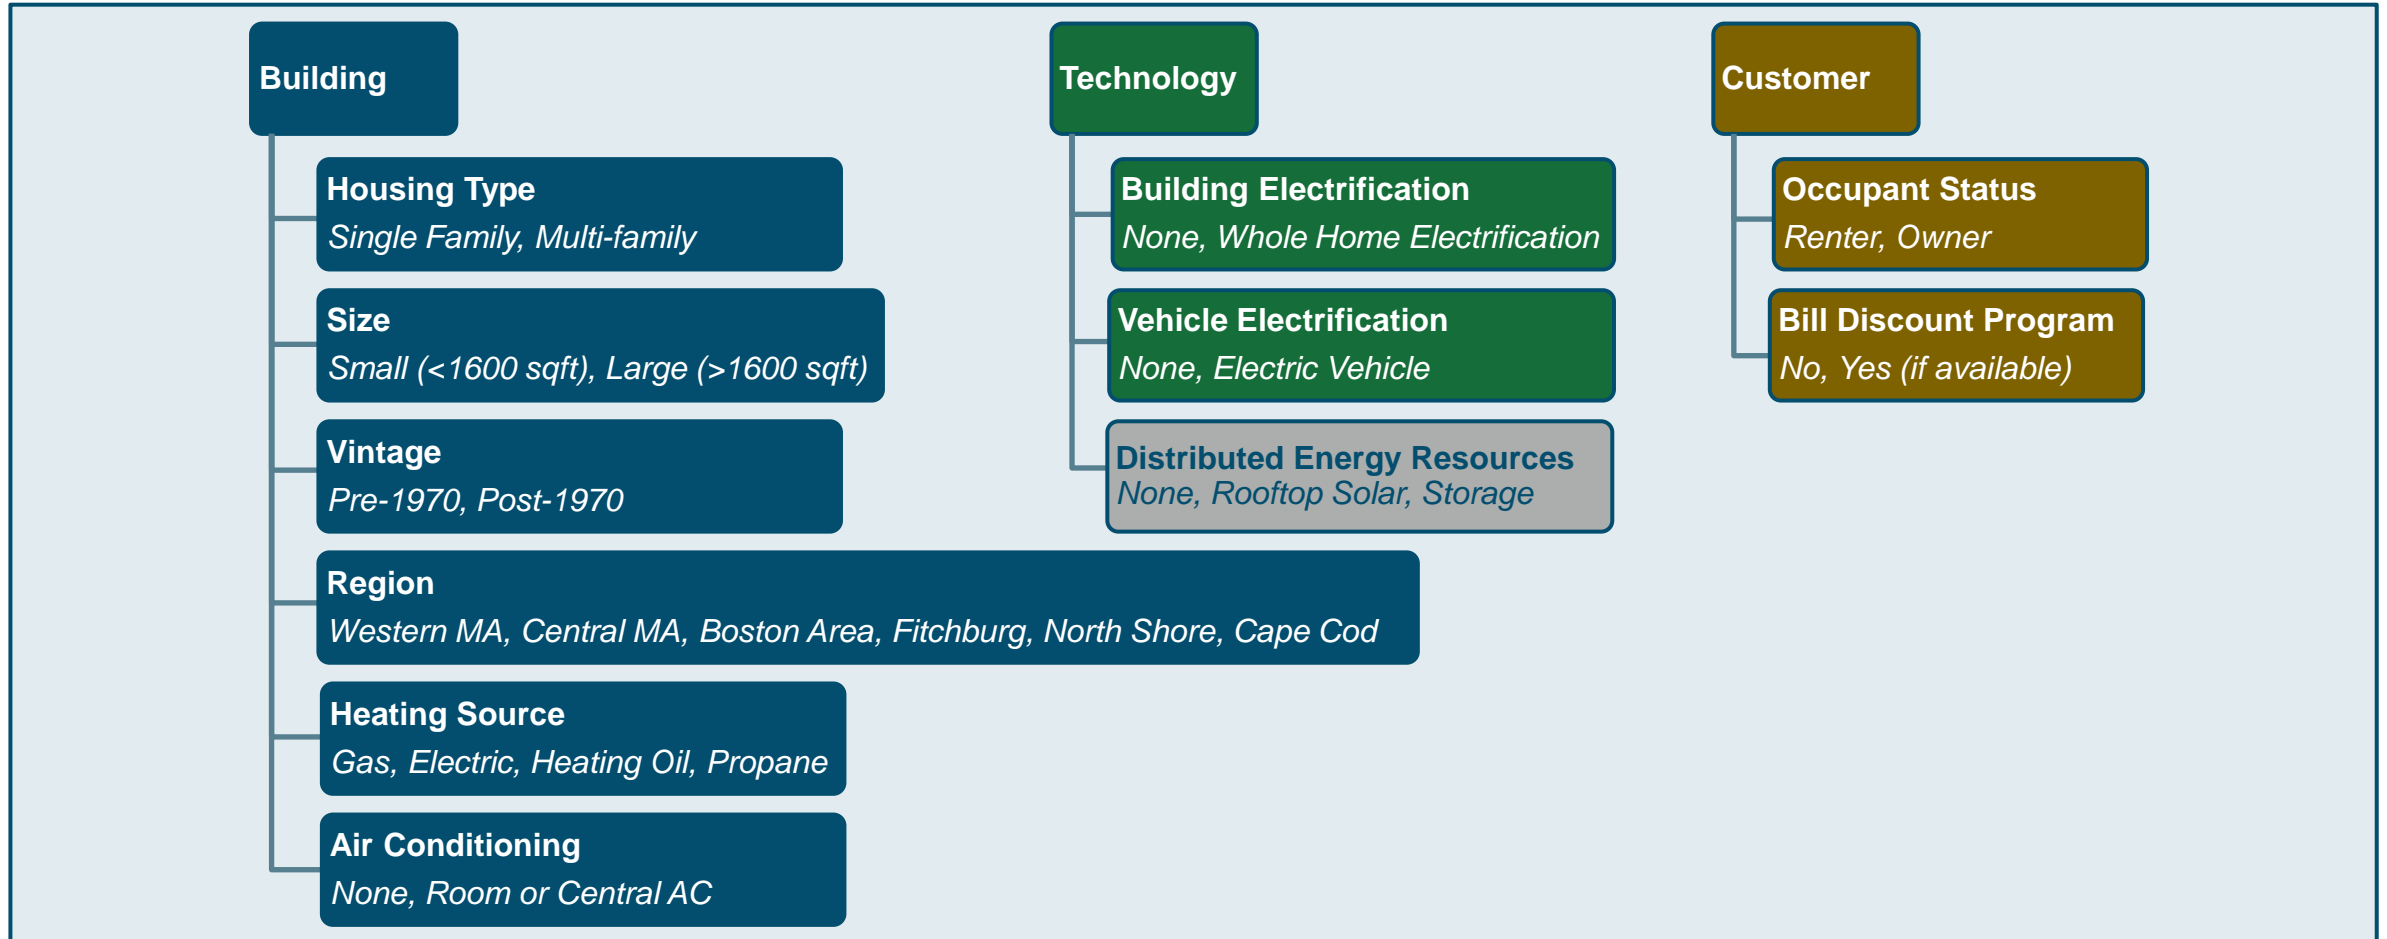 Building
Housing Type
Single Family, Multi-family
Size
Small (<1600 sqft), Large (>1600 sqft)
Vintage
Pre-1970, Post-1970
Region
Western MA, Central MA, Boston Area, Fitchburg, North Shore, Cape Cod
Heating Source
Gas, Electric, Heating Oil, Propane
Air Conditioning
None, Room or Central AC
Technology
Building Electrification
None, Whole Home Electrification
Vehicle Electrification
None, Electric Vehicle
Distributed Energy Resources
None, Rooftop Solar, Storage
Customer
Occupant Status
Renter, Owner
Bill Discount Program
No, Yes (if available)